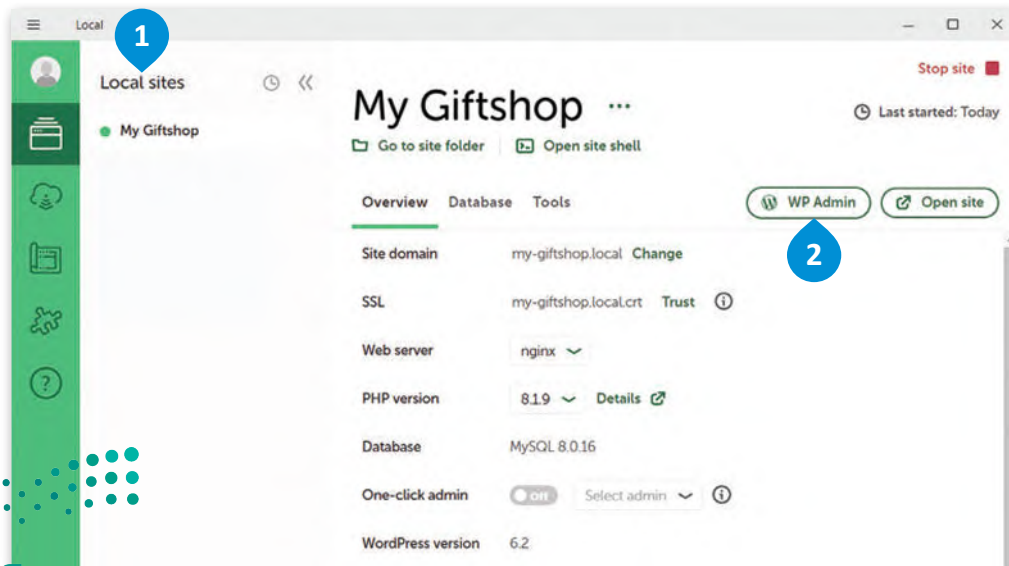 Local
1
Local sites
My Giftshop
Stop site
My Giftshop ...
Last started: Today
Go to site folder
Open site shell
Overview Database Tools
WP Admin
Open site
2
Site domain my-giftshop.local Change
SSL my-giftshop.local.crt Trust
Web server nginx
PHP version 8.1.9 Details
Database MySQL 8.0.16
One-click admin Off Select admin
WordPress version 6.2